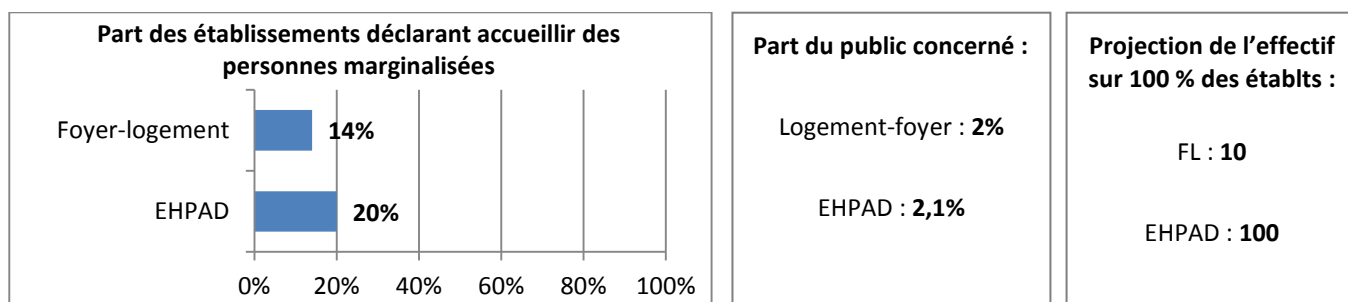 Part des établissements déclarant accueillir des
personnes marginalisées
Foyer-logement
14%
EHPAD
20%
0%
20%
40%
60%
80%
100%
Part du public concerné :
Logement-foyer : 2%
EHPAD : 2,1%
Projection de l’effectif
sur 100 % des établts :
FL : 10
EHPAD : 100